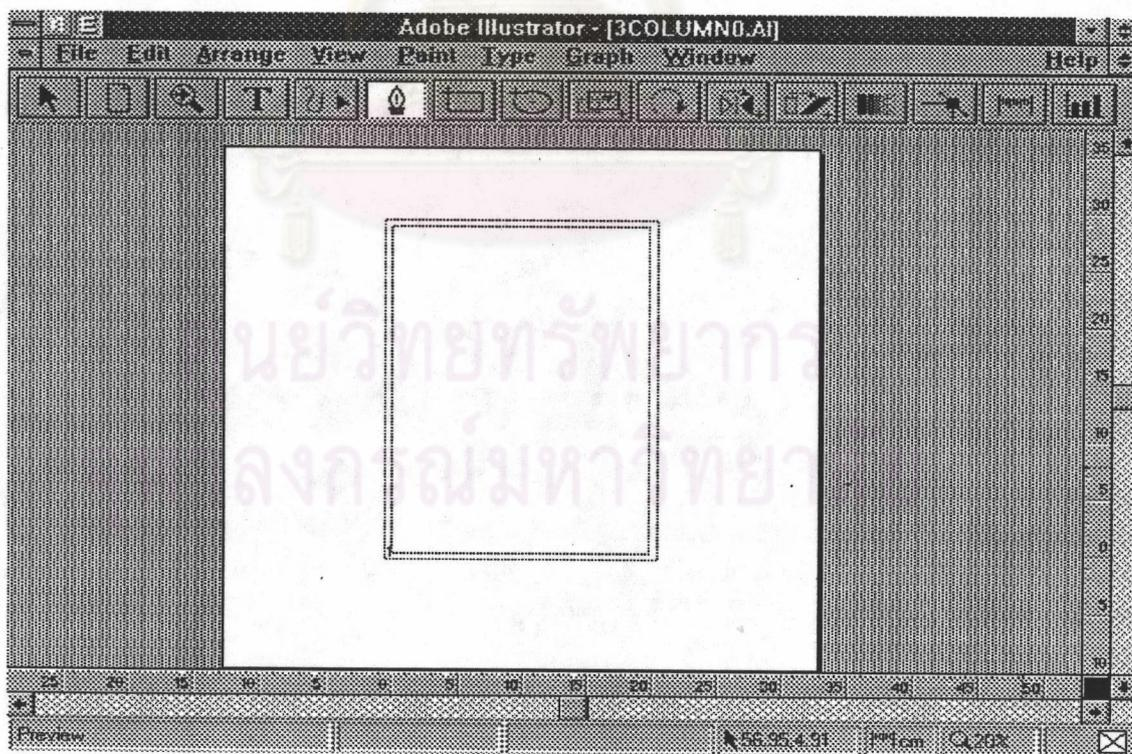 Adobe Illustrator - [3COLUMN0.AI]
File Edit Arrange View Paint Type Graph Window Help
T
35
30
25
20
15
10
5
0
5
10
ศูนย์วิทยทรัพยากร
จุฬาลงกรณ์มหาวิทยาลัย
25 20 15 10 5 0 5 10 15 20 25 30 35 40 45 50
Preview 56.95,4.31 1cm 20%